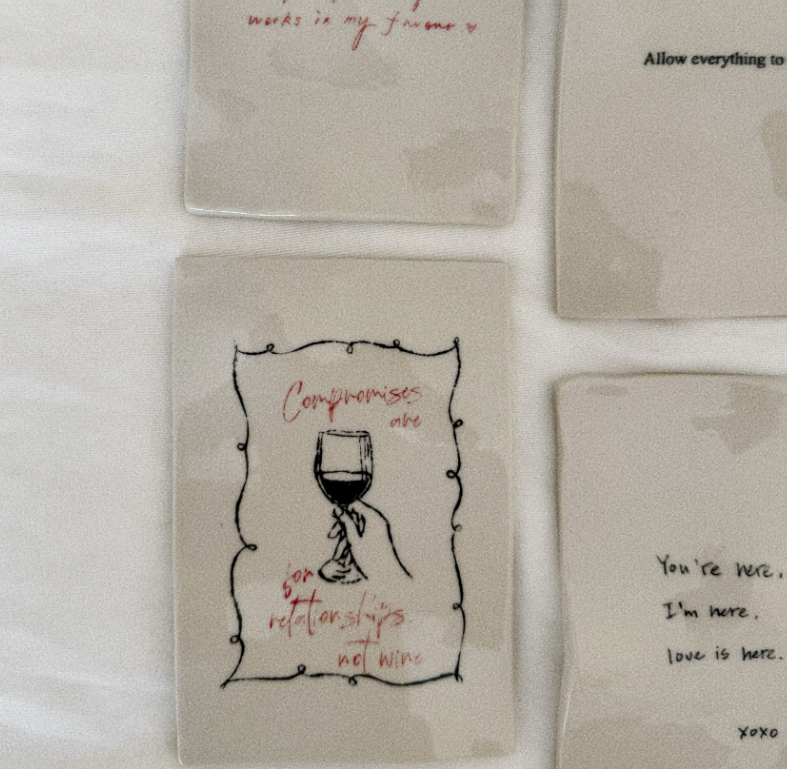 works in my favour
Allow everything to
Compromises
are
for
relationships
not wine
You're here,
I'm here.
love is here.
xoxo